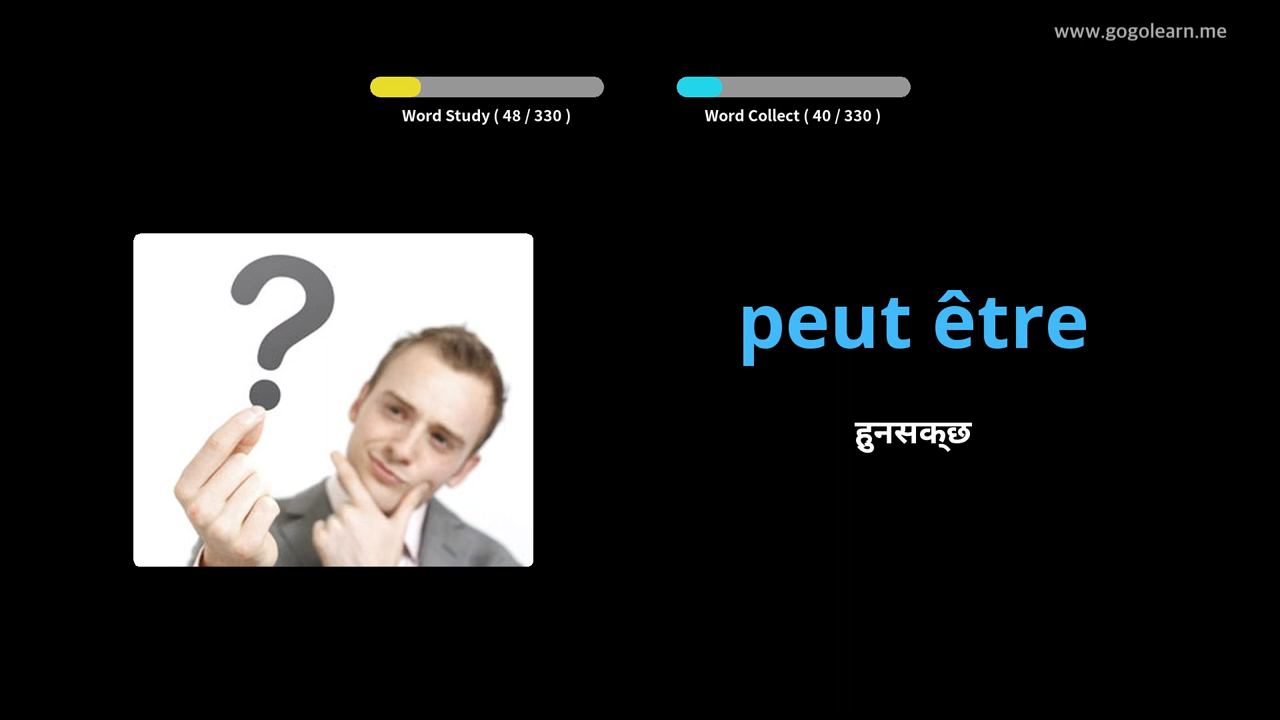 www.gogolearn.me
Word Study ( 48 / 330 )
Word Collect ( 40 / 330 )
peut être
हुनसक्छ